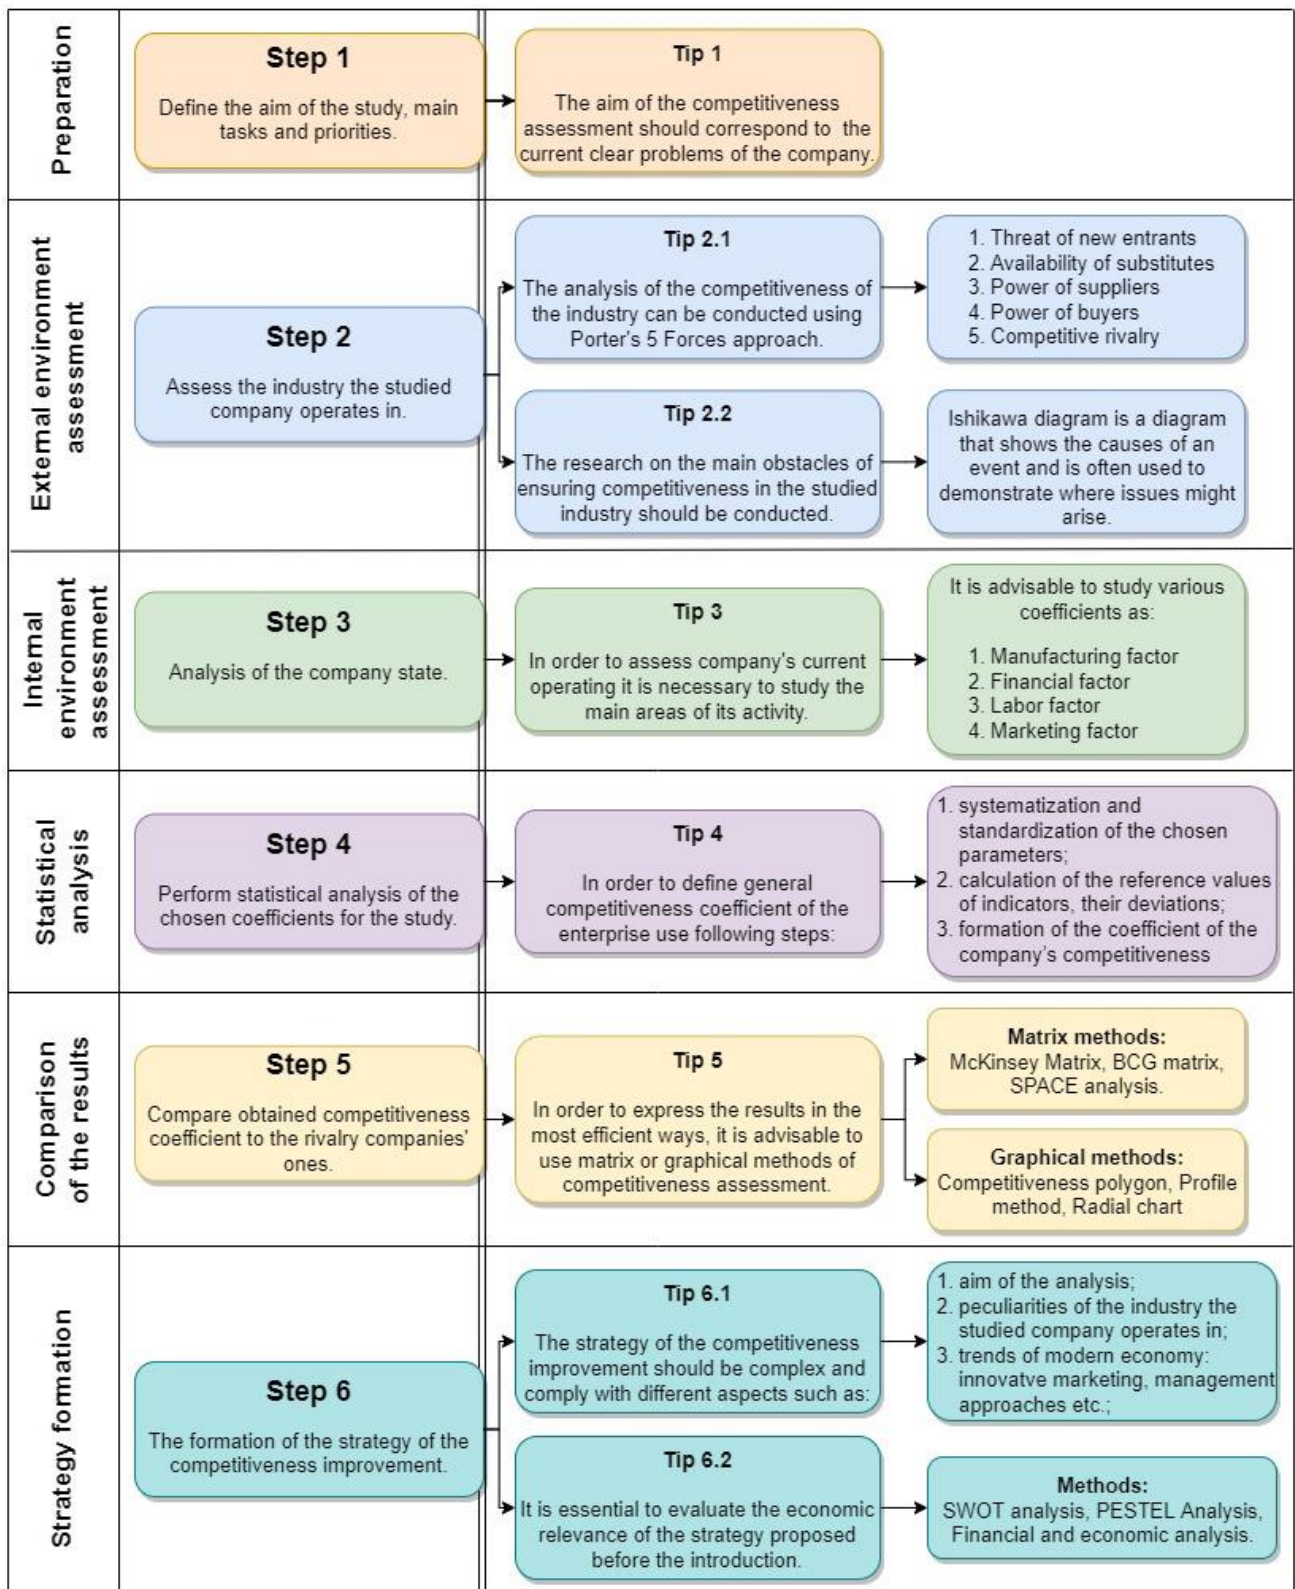 Preparation
Step 1
Define the aim of the study, main
tasks and priorities.
Tip 1
The aim of the competitiveness
assessment should correspond to the
current clear problems of the company.
External environment
assessment
Step 2
Assess the industry the studied
company operates in.
Tip 2.1
The analysis of the competitiveness of
the industry can be conducted using
Porter's 5 Forces approach.
1. Threat of new entrants
2. Availability of substitutes
3. Power of suppliers
4. Power of buyers
5. Competitive rivalry
Tip 2.2
The research on the main obstacles of
ensuring competitiveness in the studied
industry should be conducted.
Ishikawa diagram is a diagram
that shows the causes of an
event and is often used to
demonstrate where issues might
arise.
Internal
environment
assessment
Step 3
Analysis of the company state.
Tip 3
In order to assess company's current
operating it is necessary to study the
main areas of its activity.
It is advisable to study various
coefficients as:
1. Manufacturing factor
2. Financial factor
3. Labor factor
4. Marketing factor
Statistical
analysis
Step 4
Perform statistical analysis of the
chosen coefficients for the study.
Tip 4
In order to define general
competitiveness coefficient of the
enterprise use following steps:
1. systematization and
standardization of the chosen
parameters;
2. calculation of the reference values
of indicators, their deviations;
3. formation of the coefficient of the
company's competitiveness
Comparison
of the results
Step 5
Compare obtained competitiveness
coefficient to the rivalry companies'
ones.
Tip 5
In order to express the results in the
most efficient ways, it is advisable to
use matrix or graphical methods of
competitiveness assessment.
Matrix methods:
McKinsey Matrix, BCG matrix,
SPACE analysis.
Graphical methods:
Competitiveness polygon, Profile
method, Radial chart
Strategy formation
Step 6
The formation of the strategy of the
competitiveness improvement.
Tip 6.1
The strategy of the competitiveness
improvement should be complex and
comply with different aspects such as:
1. aim of the analysis;
2. peculiarities of the industry the
studied company operates in;
3. trends of modern economy:
innovatve marketing, management
approaches etc.;
Tip 6.2
It is essential to evaluate the economic
relevance of the strategy proposed
before the introduction.
Methods:
SWOT analysis, PESTEL Analysis,
Financial and economic analysis.